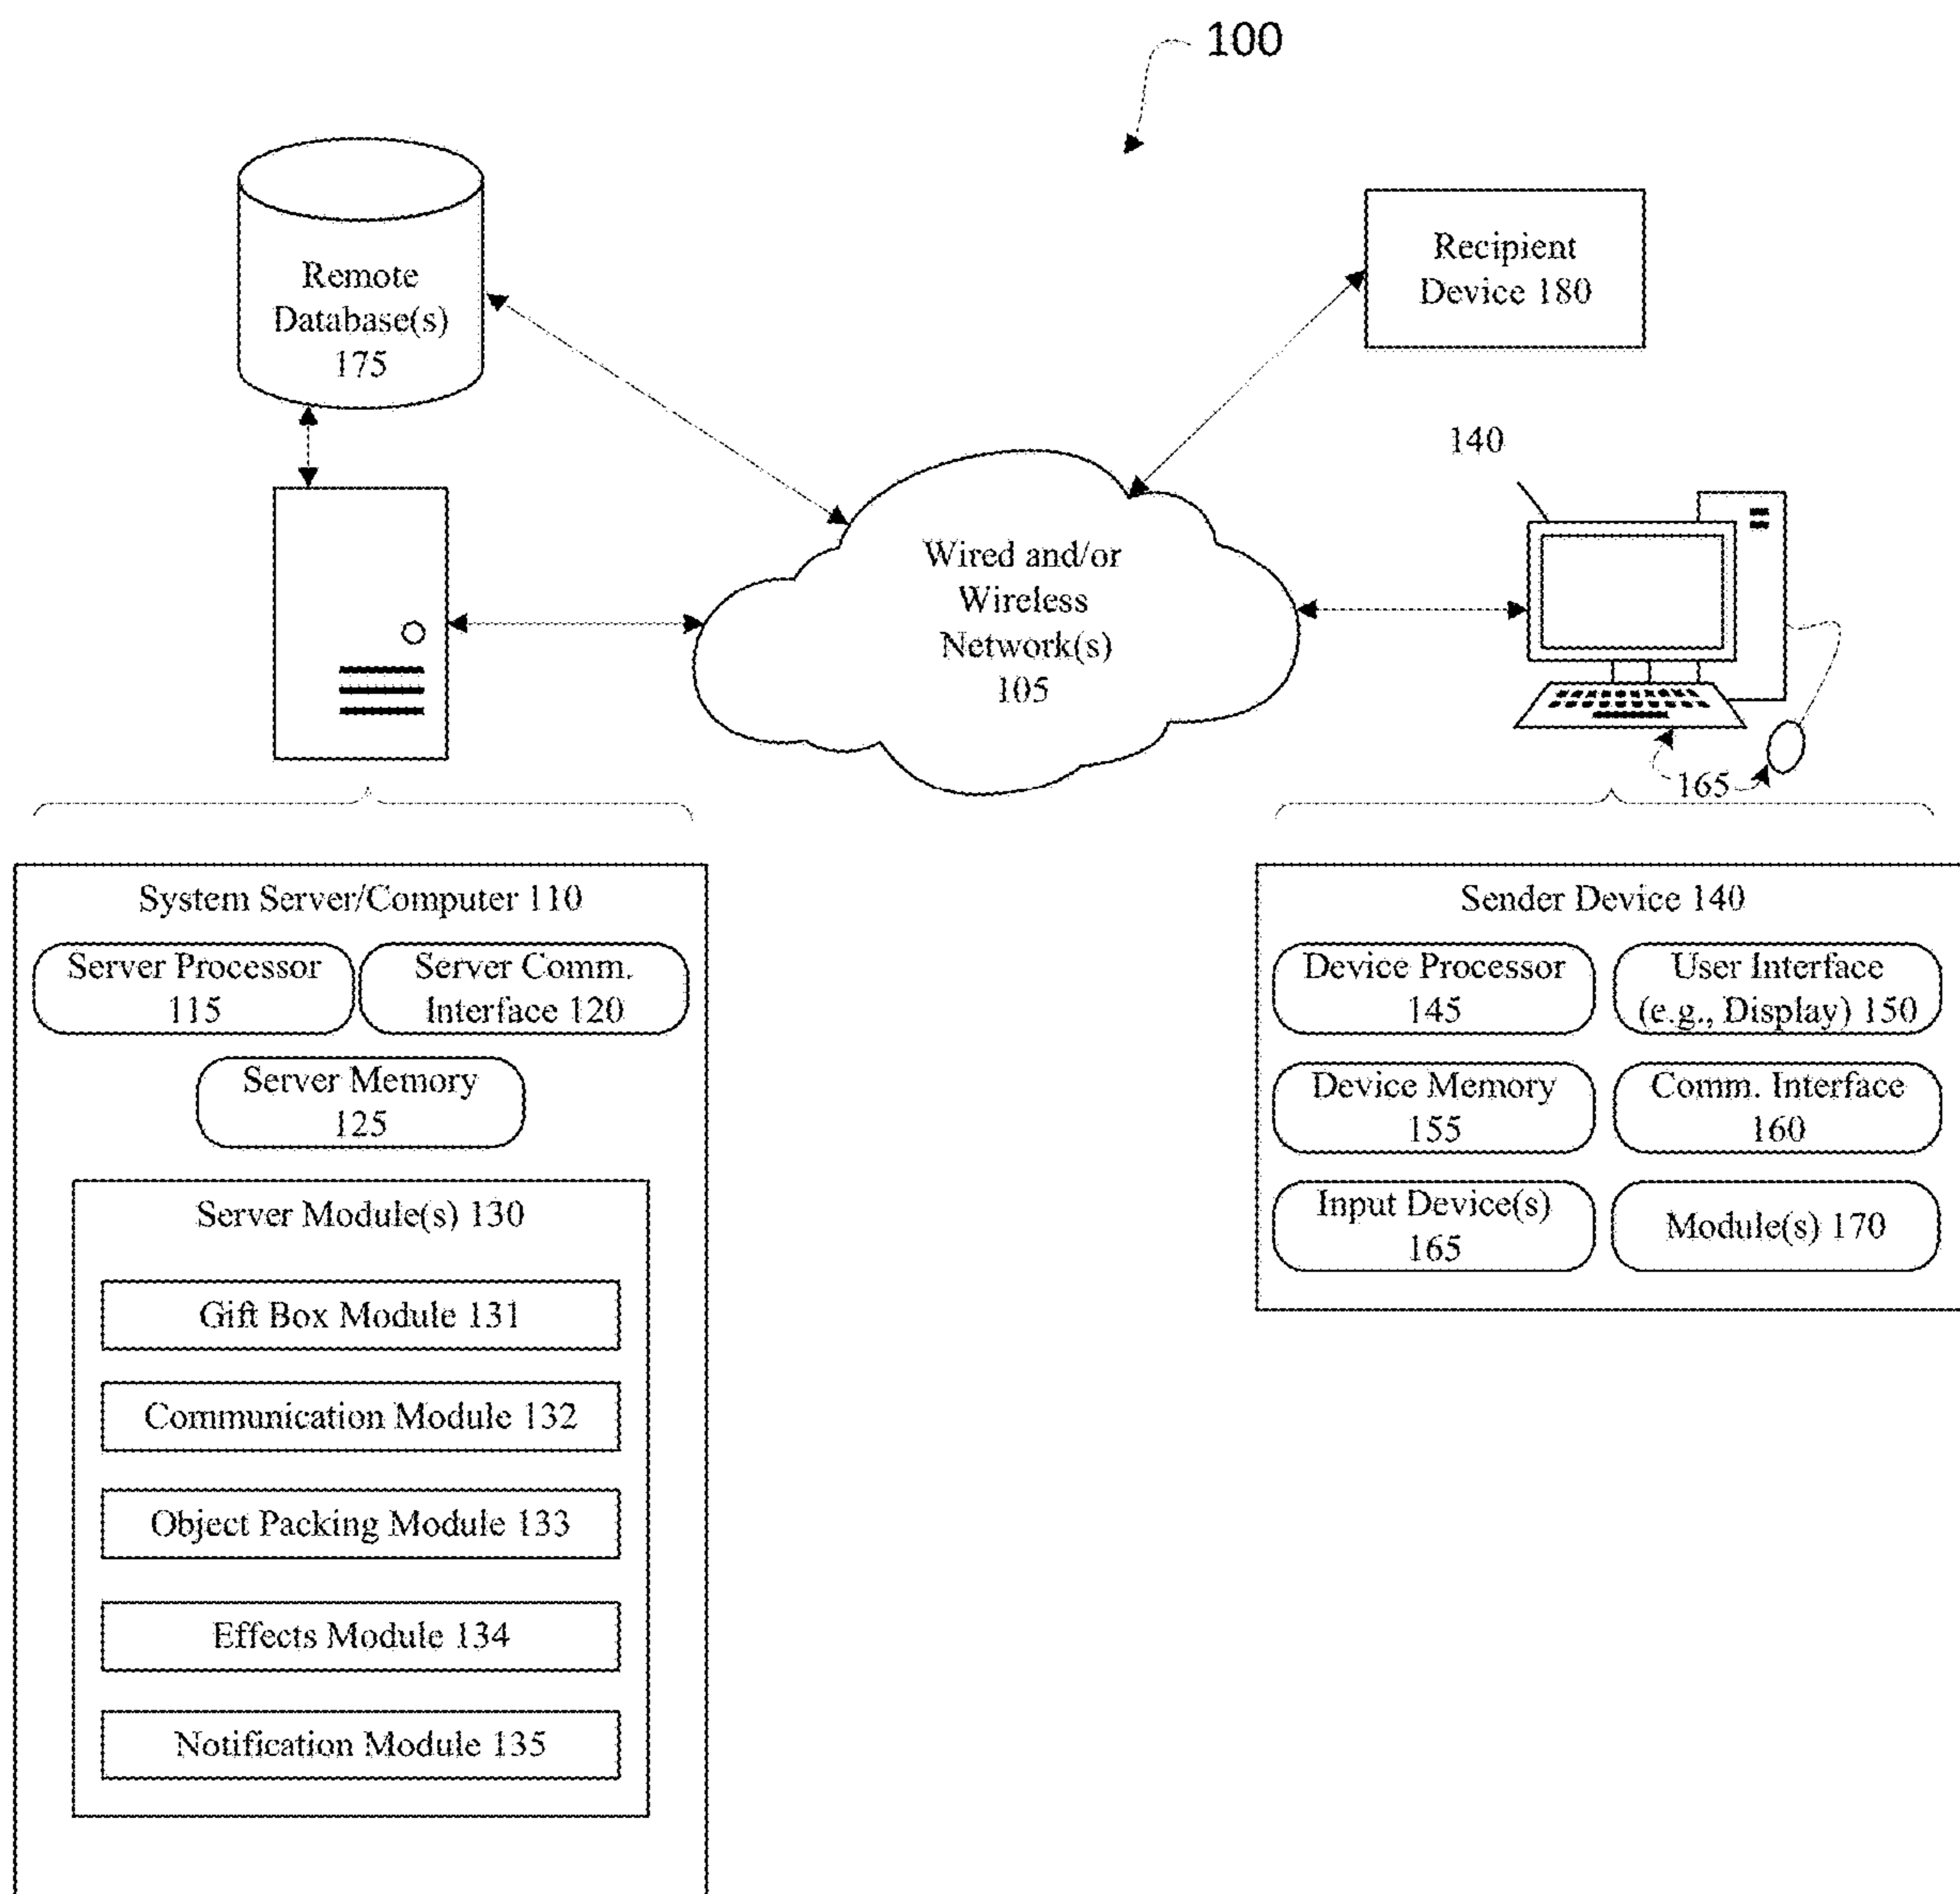 100
Remote
Database(s)
175
Recipient
Device 180
140
Wired and/or
Wireless
Network(s)
105
165
System Server/Computer 110
Server Processor
115
Server Comm.
Interface 120
Server Memory
125
Server Module(s) 130
Gift Box Module 131
Communication Module 132
Object Packing Module 133
Effects Module 134
Notification Module 135
Sender Device 140
Device Processor
145
User Interface
(e.g., Display) 150
Device Memory
155
Comm. Interface
160
Input Device(s)
165
Module(s) 170